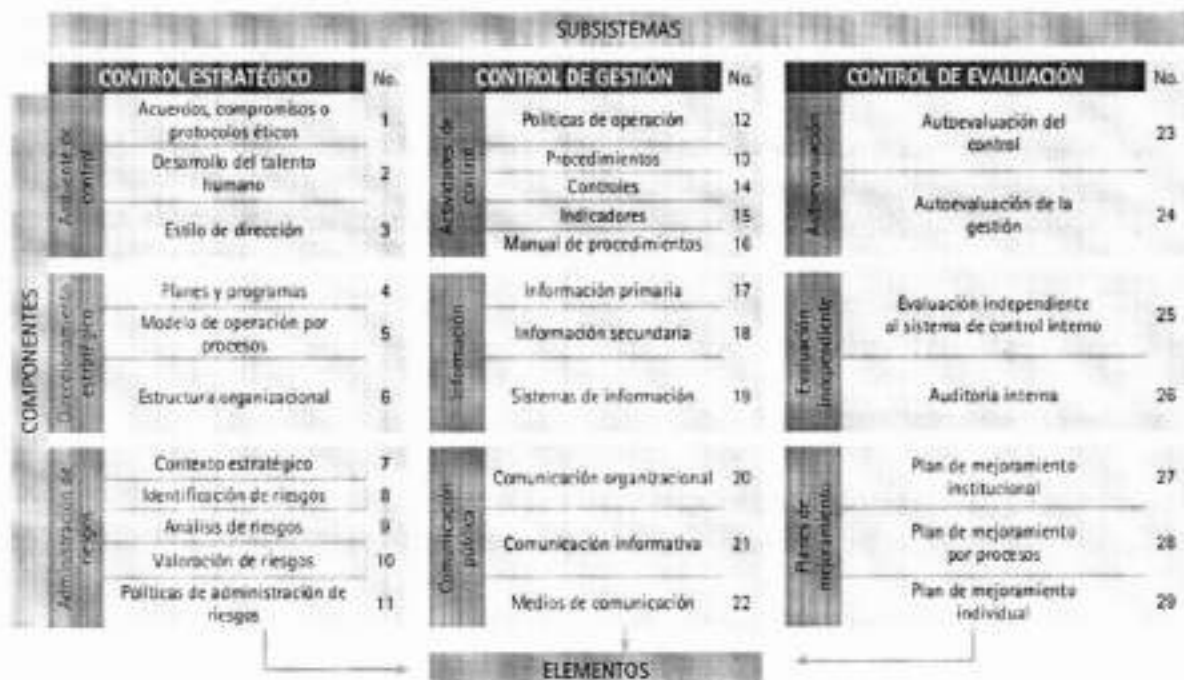 SUBSISTEMAS
COMPONENTES
CONTROL ESTRATÉGICO No.
Ambiente de
control
Acuerdos, compromisos o
protocolos éticos 1
Desarrollo del talento
humano 2
Estilo de dirección 3
Direccionamiento
estratégico
Planes y programas 4
Modelo de operación por
procesos 5
Estructura organizacional 6
Administración de
riesgos
Contexto estratégico 7
Identificación de riesgos 8
Análisis de riesgos 9
Valoración de riesgos 10
Políticas de administración de
riesgos 11
CONTROL DE GESTIÓN No.
Actividades de
control
Políticas de operación 12
Procedimientos 13
Controles 14
Indicadores 15
Manual de procedimientos 16
Información
Información primaria 17
Información secundaria 18
Sistemas de información 19
Comunicación
pública
Comunicación organizacional 20
Comunicación informativa 21
Medios de comunicación 22
CONTROL DE EVALUACIÓN No.
Autoevaluación
Autoevaluación del
control 23
Autoevaluación de la
gestión 24
Evaluación
independiente
Evaluación independiente
al sistema de control interno 25
Auditoria interna 26
Planes de
mejoramiento
Plan de mejoramiento
institucional 27
Plan de mejoramiento
por procesos 28
Plan de mejoramiento
individual 29
ELEMENTOS